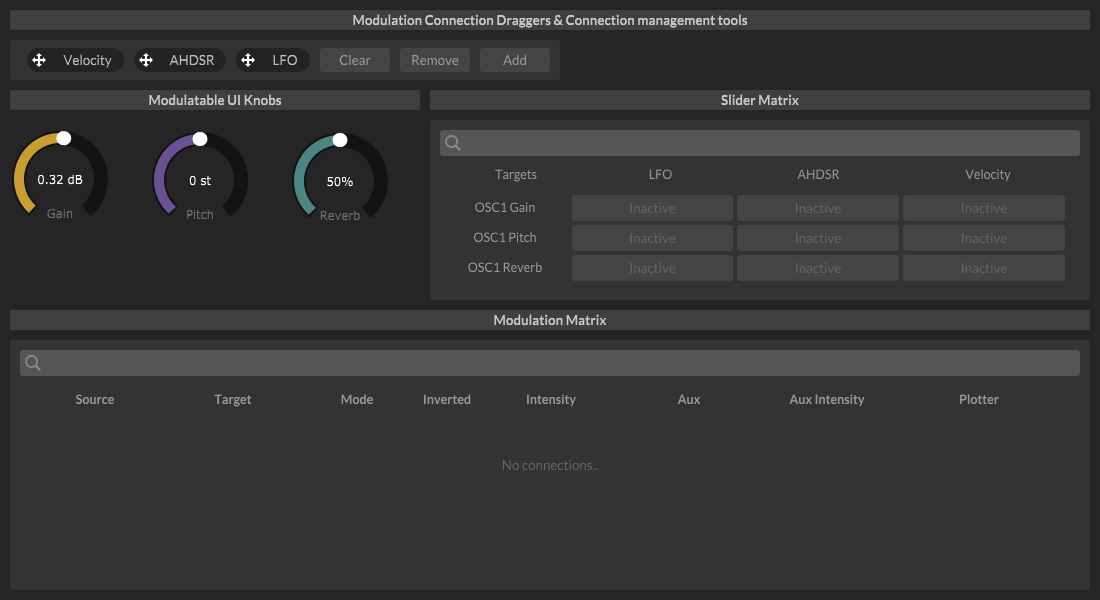 Modulation Connection Draggers & Connection management tools
Velocity AHDSR LFO Clear Remove Add
Modulatable UI Knobs
0.32 dB 0 st 50%
Gain Pitch Reverb
Slider Matrix
Targets LFO AHDSR Velocity
OSC1 Gain Inactive Inactive Inactive
OSC1 Pitch Inactive Inactive Inactive
OSC1 Reverb Inactive Inactive Inactive
Modulation Matrix
Source Target Mode Inverted Intensity Aux Aux Intensity Plotter
No connections..